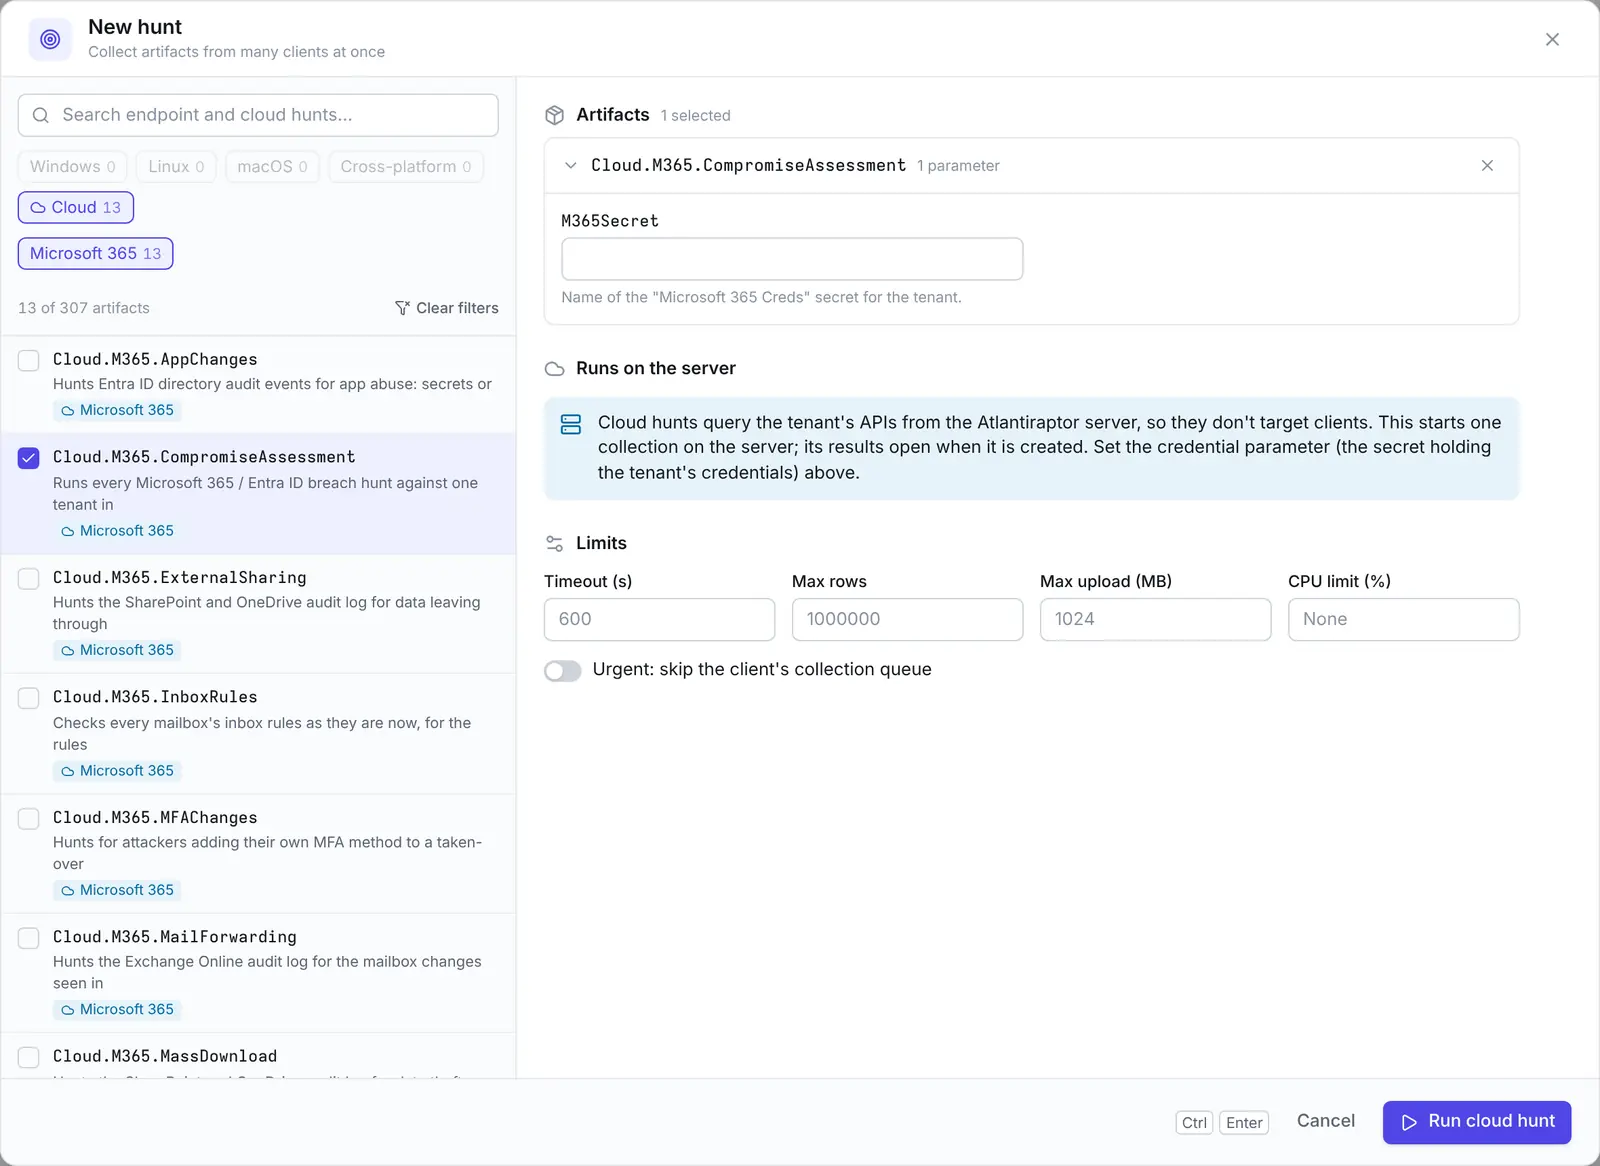 New hunt
Collect artifacts from many clients at once
Search endpoint and cloud hunts...
Windows 0
Linux 0
macOS 0
Cross-platform 0
Cloud 13
Microsoft 365 13
13 of 307 artifacts
Clear filters
Cloud.M365.AppChanges
Hunts Entra ID directory audit events for app abuse: secrets or
Microsoft 365
Cloud.M365.CompromiseAssessment
Runs every Microsoft 365 / Entra ID breach hunt against one
tenant in
Microsoft 365
Cloud.M365.ExternalSharing
Hunts the SharePoint and OneDrive audit log for data leaving
through
Microsoft 365
Cloud.M365.InboxRules
Checks every mailbox's inbox rules as they are now, for the
rules
Microsoft 365
Cloud.M365.MFAChanges
Hunts for attackers adding their own MFA method to a taken-
over
Microsoft 365
Cloud.M365.MailForwarding
Hunts the Exchange Online audit log for the mailbox changes
seen in
Microsoft 365
Cloud.M365.MassDownload
Artifacts 1 selected
Cloud.M365.CompromiseAssessment 1 parameter
M365Secret
Name of the "Microsoft 365 Creds" secret for the tenant.
Runs on the server
Cloud hunts query the tenant's APIs from the Atlantiraptor server, so they don't target clients. This starts one
collection on the server; its results open when it is created. Set the credential parameter (the secret holding
the tenant's credentials) above.
Limits
Timeout (s)
Max rows
Max upload (MB)
CPU limit (%)
600
1000000
1024
None
Urgent: skip the client's collection queue
Ctrl
Enter
Cancel
Run cloud hunt